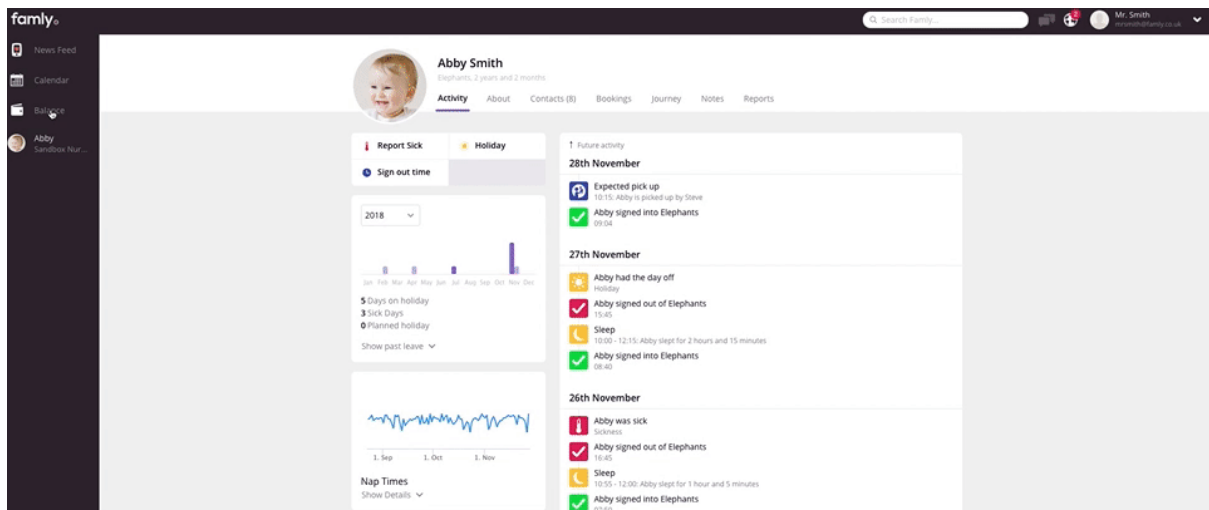 famly
Search Famly...
2
Mr. Smith
mrsmith@famly.co.uk
News Feed
Calendar
Balance
Abby
Sandbox Nur...
Abby Smith
Elephants, 2 years and 2 months
Activity About Contacts (8) Bookings Journey Notes Reports
Report Sick Holiday
Sign out time
2018
Jan Feb Mar Apr May Jun Jul Aug Sep Oct Nov Dec
5 Days on holiday
3 Sick Days
0 Planned holiday
Show past leave
1. Sep 1. Oct 1. Nov
Nap Times
Show Details
↑ Future activity
28th November
Expected pick up
10:15: Abby is picked up by Steve
Abby signed into Elephants
09:04
27th November
Abby had the day off
Holiday
Abby signed out of Elephants
15:45
Sleep
10:00 - 12:15: Abby slept for 2 hours and 15 minutes
Abby signed into Elephants
08:40
26th November
Abby was sick
Sickness
Abby signed out of Elephants
16:45
Sleep
10:55 - 12:00: Abby slept for 1 hour and 5 minutes
Abby signed into Elephants